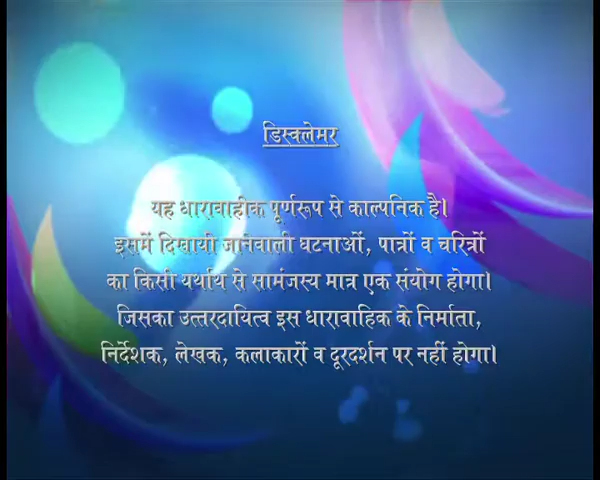 डिस्क्लेमर
यह धारावाहीक पूर्णरूप से काल्पनिक है।
इसमें दिखायी जानेवाली घटनाओं, पात्रों व चरित्रों
का किसी यर्थाथ से सामंजस्य मात्र एक संयोग होगा।
जिसका उत्तरदायित्व इस धारावाहिक के निर्माता,
निर्देशक, लेखक, कलाकारों व दूरदर्शन पर नहीं होगा।